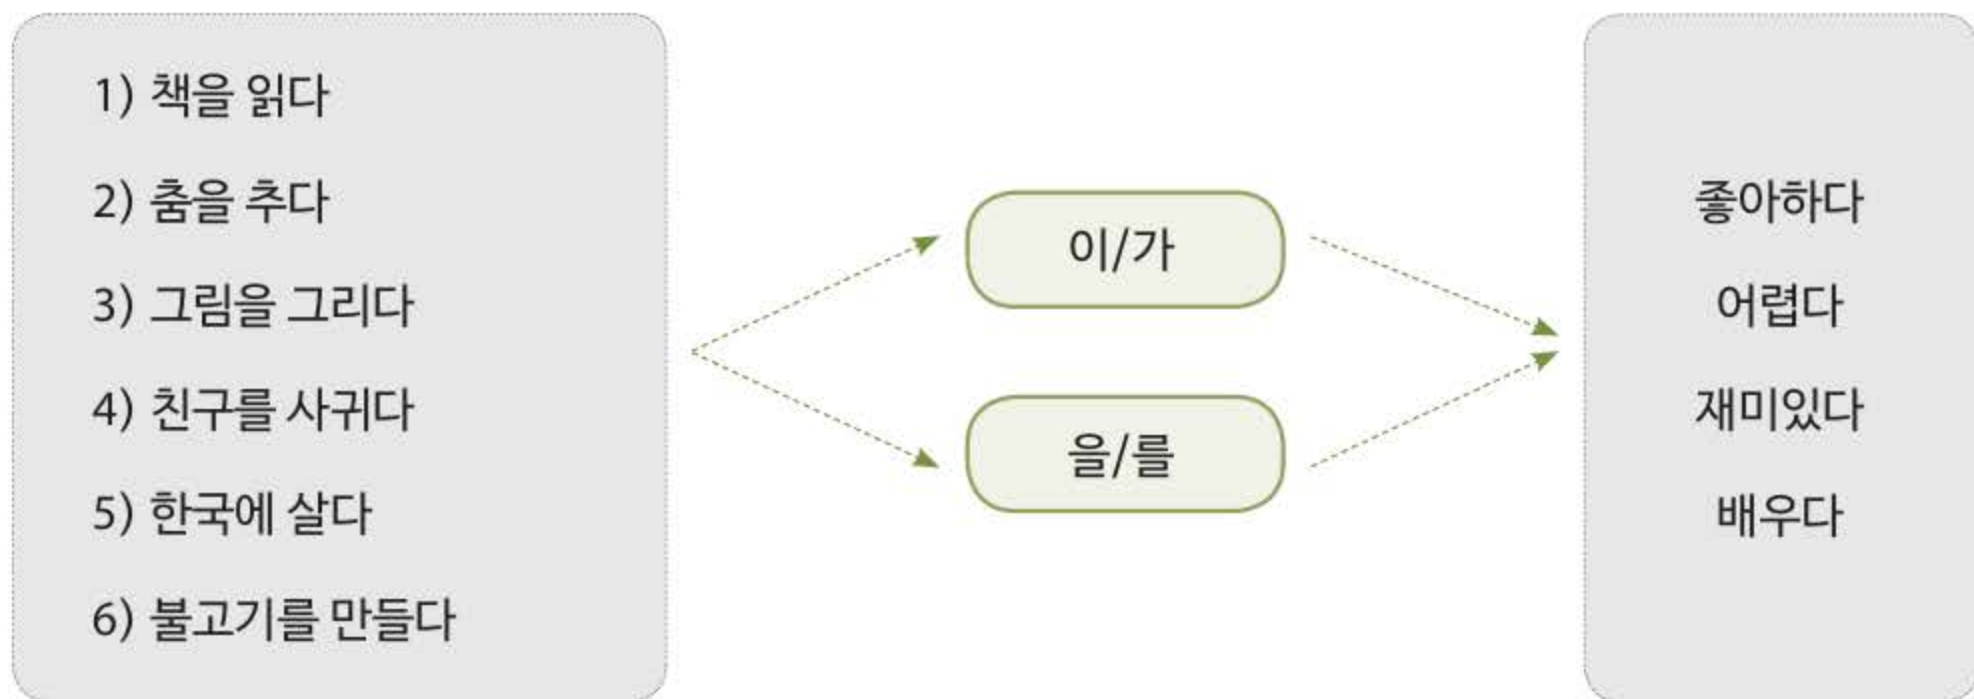 1) 책을 읽다
2) 춤을 추다
3) 그림을 그리다
4) 친구를 사귀다
5) 한국에 살다
6) 불고기를 만들다
이/가
을/를
좋아하다
어렵다
재미있다
배우다